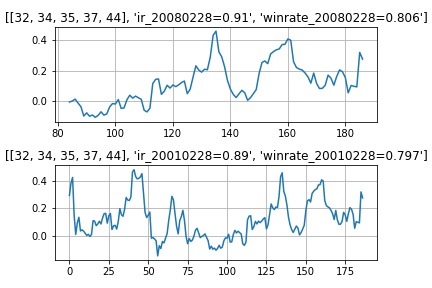 [[32, 34, 35, 37, 44], 'ir_20080228=0.91', 'winrate_20080228=0.806']
0.4
0.2
0.0
80 100 120 140 160 180
[[32, 34, 35, 37, 44], 'ir_20010228=0.89', 'winrate_20010228=0.797']
0.4
0.2
0.0
0 25 50 75 100 125 150 175